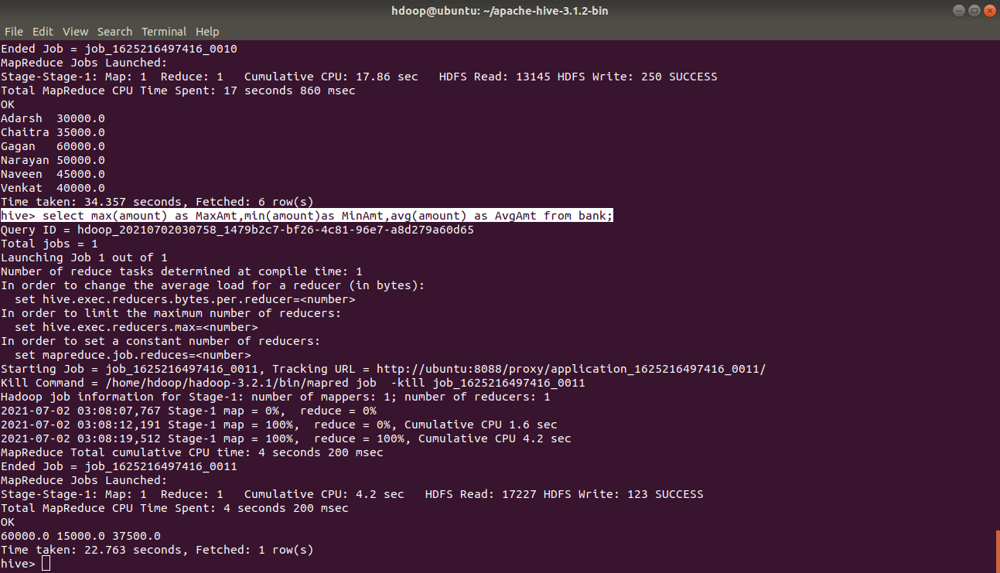 hdoop@ubuntu: ~/apache-hive-3.1.2-bin
File Edit View Search Terminal Help
Ended Job = job_1625216497416_0010
MapReduce Jobs Launched:
Stage-Stage-1: Map: 1  Reduce: 1   Cumulative CPU: 17.86 sec   HDFS Read: 13145 HDFS Write: 250 SUCCESS
Total MapReduce CPU Time Spent: 17 seconds 860 msec
OK
Adarsh  30000.0
Chaitra 35000.0
Gagan   60000.0
Narayan 50000.0
Naveen  45000.0
Venkat  40000.0
Time taken: 34.357 seconds, Fetched: 6 row(s)
hive> select max(amount) as MaxAmt,min(amount)as MinAmt,avg(amount) as AvgAmt from bank;
Query ID = hdoop_20210702030758_1479b2c7-bf26-4c81-96e7-a8d279a60d65
Total jobs = 1
Launching Job 1 out of 1
Number of reduce tasks determined at compile time: 1
In order to change the average load for a reducer (in bytes):
  set hive.exec.reducers.bytes.per.reducer=<number>
In order to limit the maximum number of reducers:
  set hive.exec.reducers.max=<number>
In order to set a constant number of reducers:
  set mapreduce.job.reduces=<number>
Starting Job = job_1625216497416_0011, Tracking URL = http://ubuntu:8088/proxy/application_1625216497416_0011/
Kill Command = /home/hdoop/hadoop-3.2.1/bin/mapred job  -kill job_1625216497416_0011
Hadoop job information for Stage-1: number of mappers: 1; number of reducers: 1
2021-07-02 03:08:07,767 Stage-1 map = 0%,  reduce = 0%
2021-07-02 03:08:12,191 Stage-1 map = 100%,  reduce = 0%, Cumulative CPU 1.6 sec
2021-07-02 03:08:19,512 Stage-1 map = 100%,  reduce = 100%, Cumulative CPU 4.2 sec
MapReduce Total cumulative CPU time: 4 seconds 200 msec
Ended Job = job_1625216497416_0011
MapReduce Jobs Launched:
Stage-Stage-1: Map: 1  Reduce: 1   Cumulative CPU: 4.2 sec   HDFS Read: 17227 HDFS Write: 123 SUCCESS
Total MapReduce CPU Time Spent: 4 seconds 200 msec
OK
60000.0 15000.0 37500.0
Time taken: 22.763 seconds, Fetched: 1 row(s)
hive>